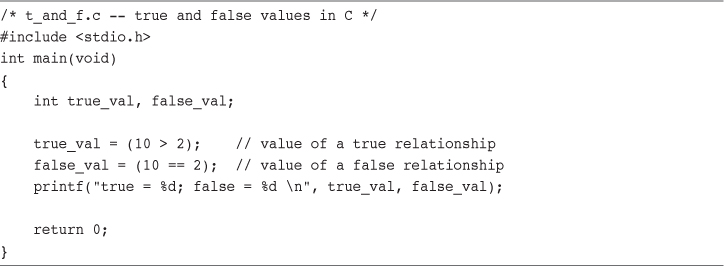 /* t_and_f.c -- true and false values in C */
#include <stdio.h>
int main(void)
{
    int true_val, false_val;

    true_val = (10 > 2);    // value of a true relationship
    false_val = (10 == 2);  // value of a false relationship
    printf("true = %d; false = %d \n", true_val, false_val);

    return 0;
}